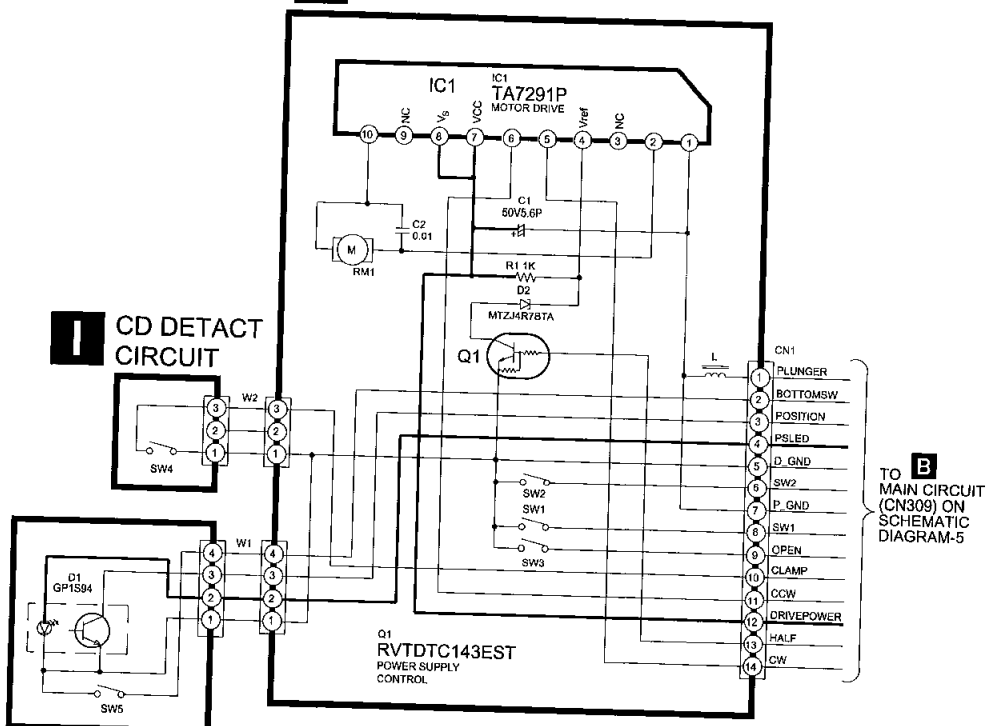 IC1
IC1
TA7291P
MOTOR DRIVE
10
9
NC
8
VS
7
VCC
6
5
4
Vref
3
NC
2
1
C1
50V5.6P
+
C2
0.01
M
RM1
R1 1K
D2
MTZJ4R7BTA
Q1
I
CD DETACT
CIRCUIT
3
2
1
W2
3
2
1
SW4
4
3
2
1
W1
4
3
2
1
D1
GP1S94
SW5
SW2
SW1
SW3
Q1
RVTDTC143EST
POWER SUPPLY
CONTROL
L
CN1
1 PLUNGER
2 BOTTOMSW
3 POSITION
4 PSLED
5 D_GND
6 SW2
7 P_GND
8 SW1
9 OPEN
10 CLAMP
11 CCW
12 DRIVEPOWER
13 HALF
14 CW
TO B
MAIN CIRCUIT
(CN309) ON
SCHEMATIC
DIAGRAM-5